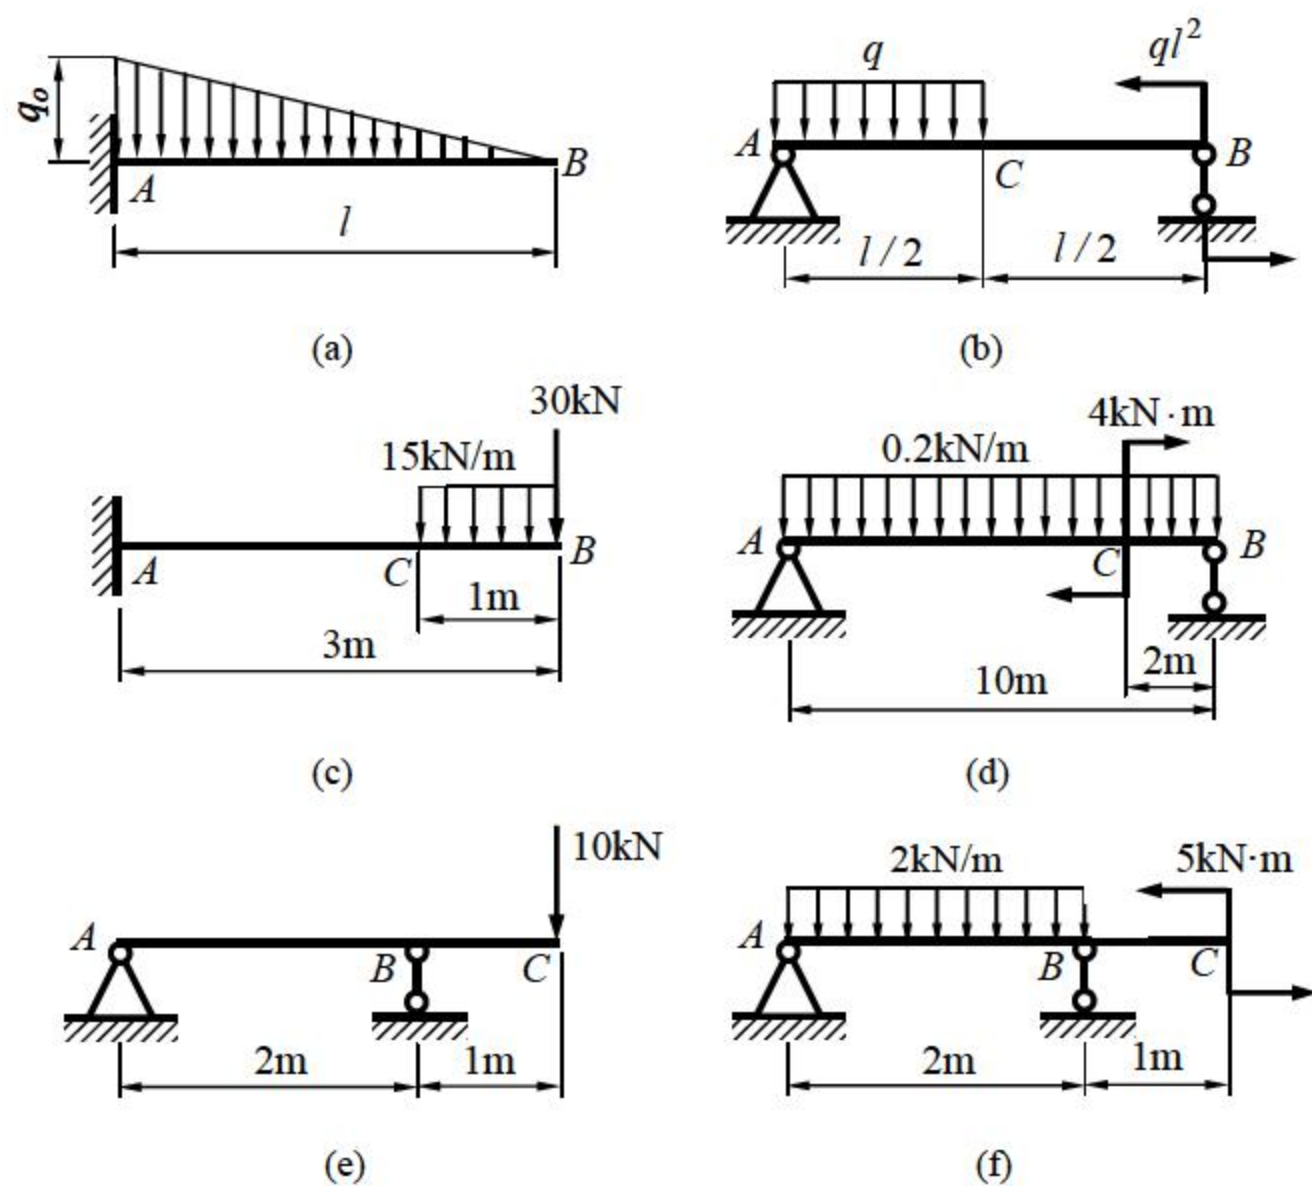 q₀
A
B
l
(a)
q
ql²
A
B
C
l / 2
l / 2
(b)
30kN
15kN/m
A
C
B
1m
3m
(c)
4kN·m
0.2kN/m
A
C
B
2m
10m
(d)
10kN
A
B
C
2m
1m
(e)
2kN/m
5kN·m
A
B
C
2m
1m
(f)